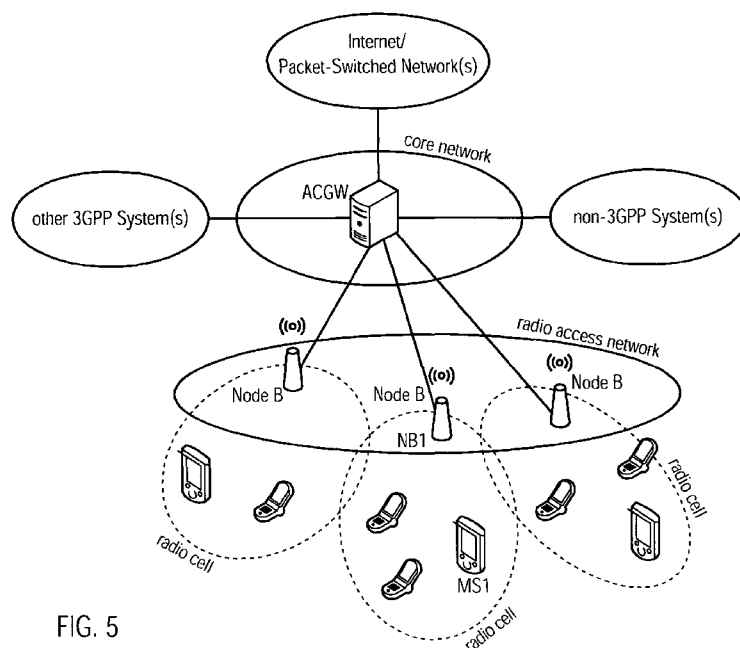 Internet/
Packet-Switched Network(s)
core network
ACGW
other 3GPP System(s)
non-3GPP System(s)
radio access network
Node B
Node B
Node B
NB1
radio cell
MS1
radio cell
radio cell
FIG. 5